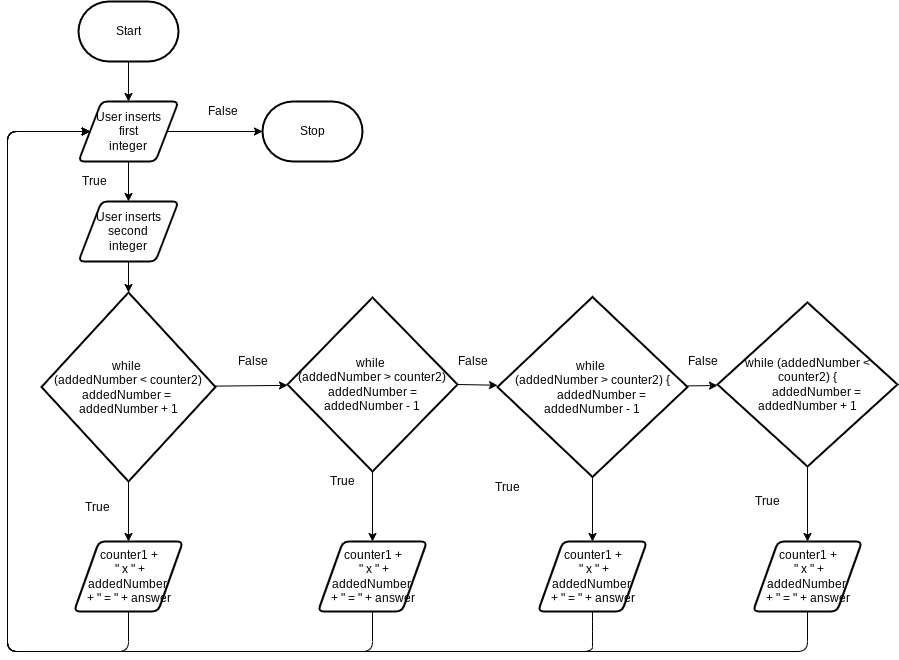 Start
User inserts
first
integer
False
Stop
True
User inserts
second
integer
while
(addedNumber < counter2)
addedNumber =
addedNumber + 1
False
while
(addedNumber > counter2)
addedNumber =
addedNumber - 1
False
while
(addedNumber > counter2) {
addedNumber =
addedNumber - 1
False
while (addedNumber <
counter2) {
addedNumber =
addedNumber + 1
True
True
True
True
counter1 +
" x " +
addedNumber
+ " = " + answer
counter1 +
" x " +
addedNumber
+ " = " + answer
counter1 +
" x " +
addedNumber
+ " = " + answer
counter1 +
" x " +
addedNumber
+ " = " + answer